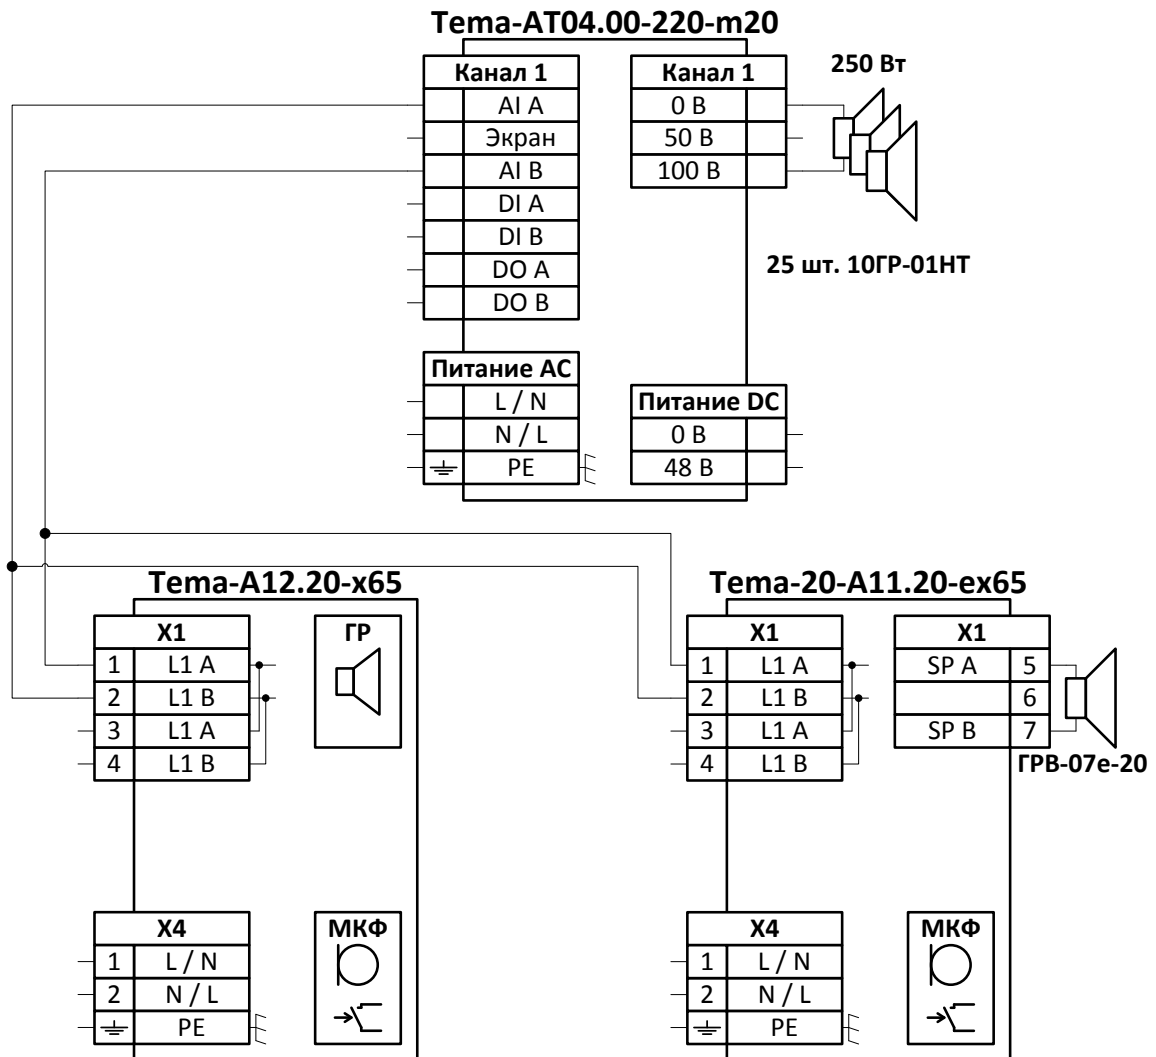 Tema-AT04.00-220-m20
Канал 1
AI A
Экран
AI B
DI A
DI B
DO A
DO B
Канал 1
0 В
50 В
100 В
250 Вт
25 шт. 10ГР-01НТ
Питание AC
L / N
N / L
PE
Питание DC
0 В
48 В
Tema-A12.20-x65
X1
1 L1 A
2 L1 B
3 L1 A
4 L1 B
ГР
X4
1 L / N
2 N / L
PE
МКФ
Tema-20-A11.20-ex65
X1
1 L1 A
2 L1 B
3 L1 A
4 L1 B
X1
SP A 5
6
SP B 7
ГРВ-07е-20
X4
1 L / N
2 N / L
PE
МКФ